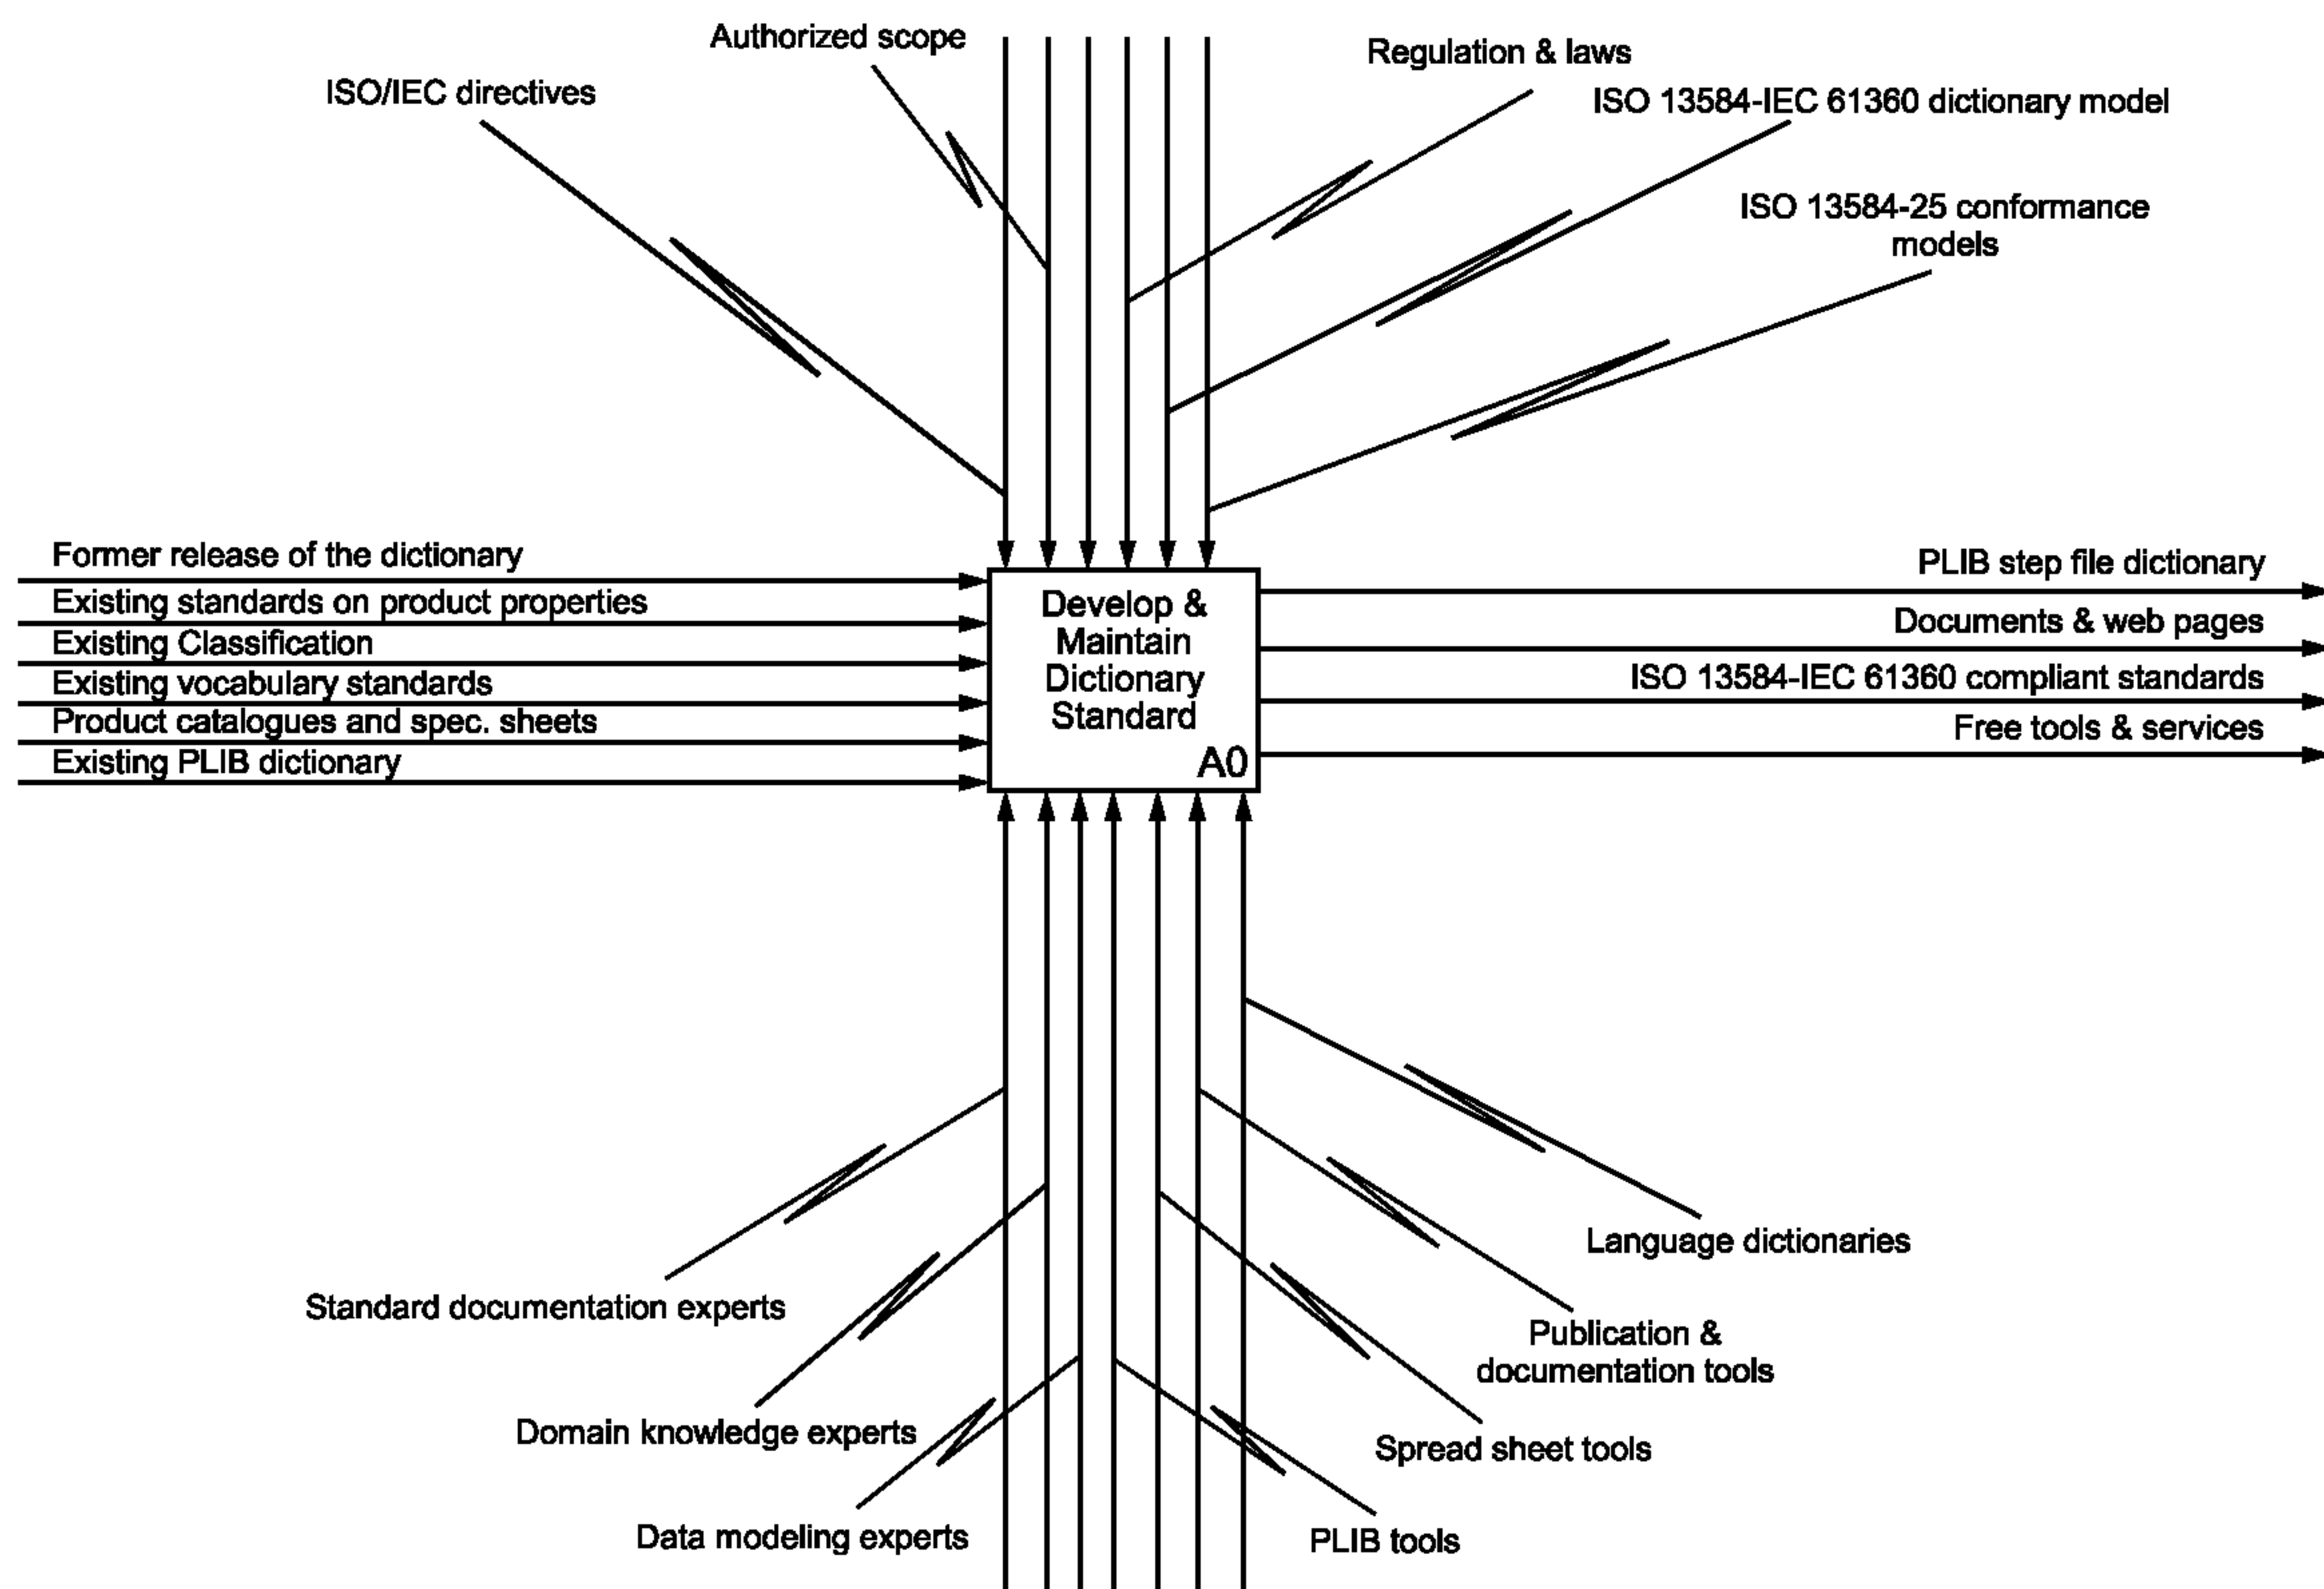 Authorized scope
Regulation & laws
ISO/IEC directives
ISO 13584-IEC 61360 dictionary model
ISO 13584-25 conformance
models
Former release of the dictionary
Existing standards on product properties
Existing Classification
Existing vocabulary standards
Product catalogues and spec. sheets
Existing PLIB dictionary
Develop &
Maintain
Dictionary
Standard
A0
PLIB step file dictionary
Documents & web pages
ISO 13584-IEC 61360 compliant standards
Free tools & services
Language dictionaries
Standard documentation experts
Publication &
documentation tools
Domain knowledge experts
Spread sheet tools
Data modeling experts
PLIB tools